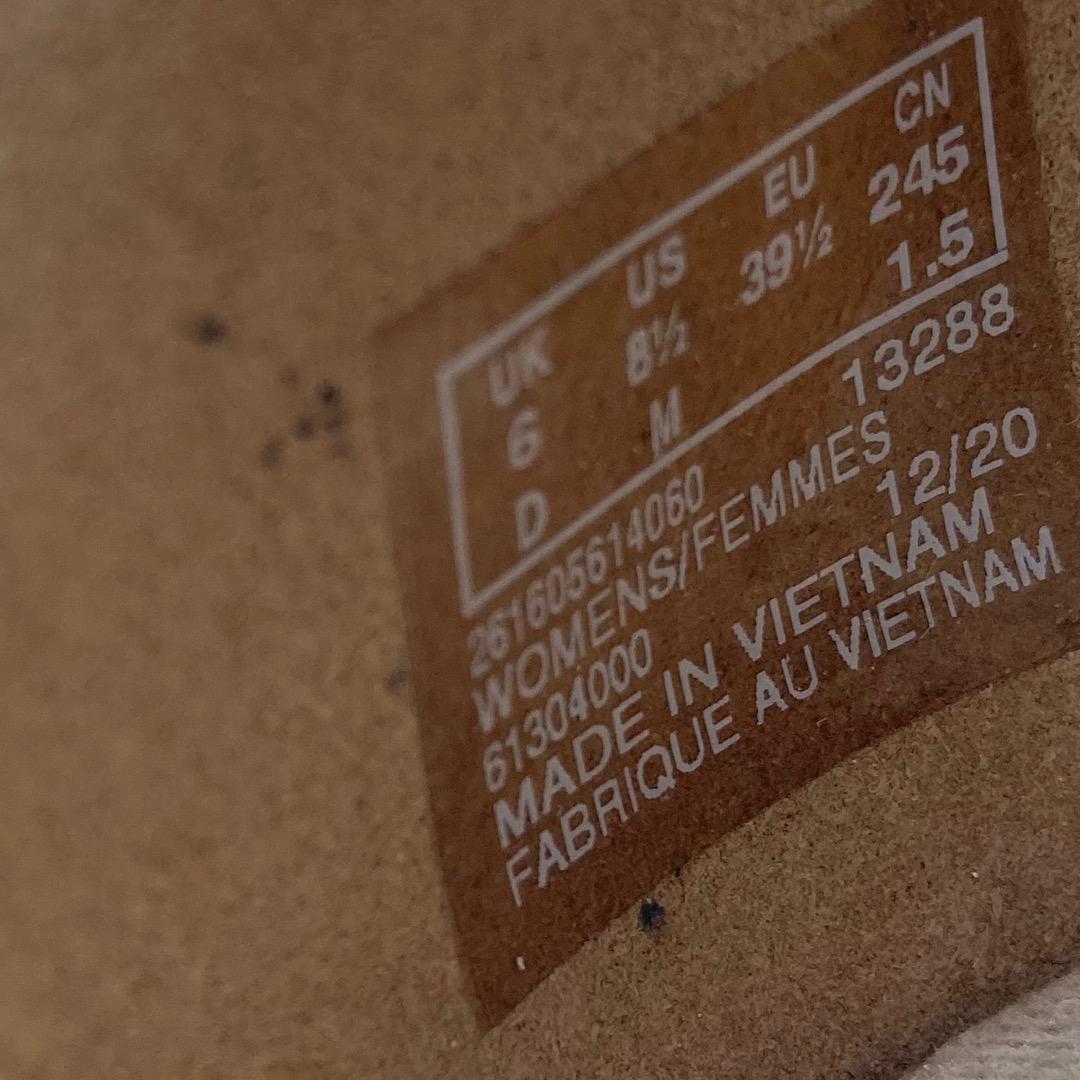 UK US EU CN
6 8½ 39½ 245
D M 1.5
261605614060 13288
WOMENS/FEMMES
61304000 12/20
MADE IN VIETNAM
FABRIQUE AU VIETNAM